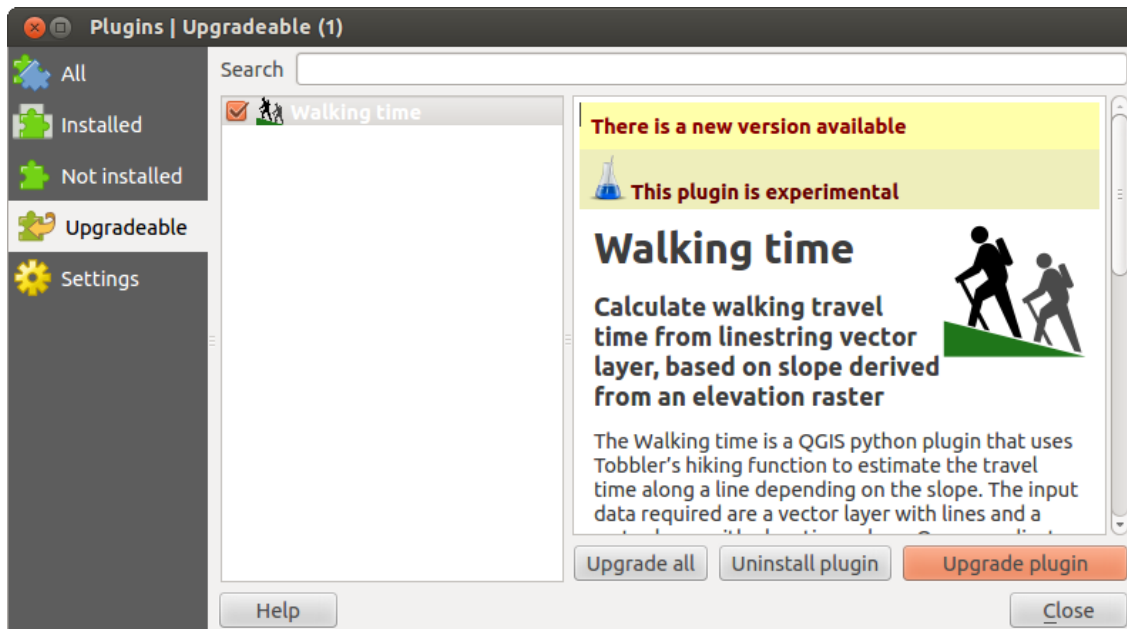 Plugins | Upgradeable (1)
All
Installed
Not installed
Upgradeable
Settings
Search
Walking time
There is a new version available
This plugin is experimental
Walking time
Calculate walking travel
time from linestring vector
layer, based on slope derived
from an elevation raster
The Walking time is a QGIS python plugin that uses
Tobbler's hiking function to estimate the travel
time along a line depending on the slope. The input
data required are a vector layer with lines and a
Upgrade all
Uninstall plugin
Upgrade plugin
Help
Close